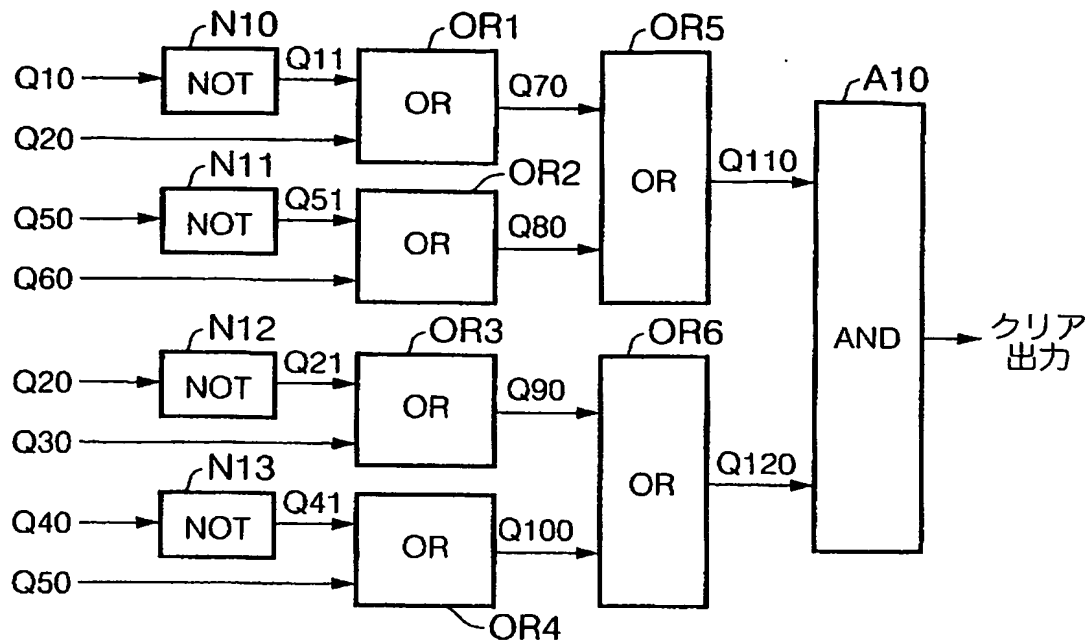 N10
OR1
OR5
A10
Q10
NOT
Q11
OR
Q70
Q20
N11
OR2
OR
Q110
Q50
NOT
Q51
OR
Q80
Q60
N12
OR3
OR6
AND
クリア
出力
Q20
NOT
Q21
OR
Q90
Q30
N13
OR
Q120
Q40
NOT
Q41
OR
Q100
Q50
OR4